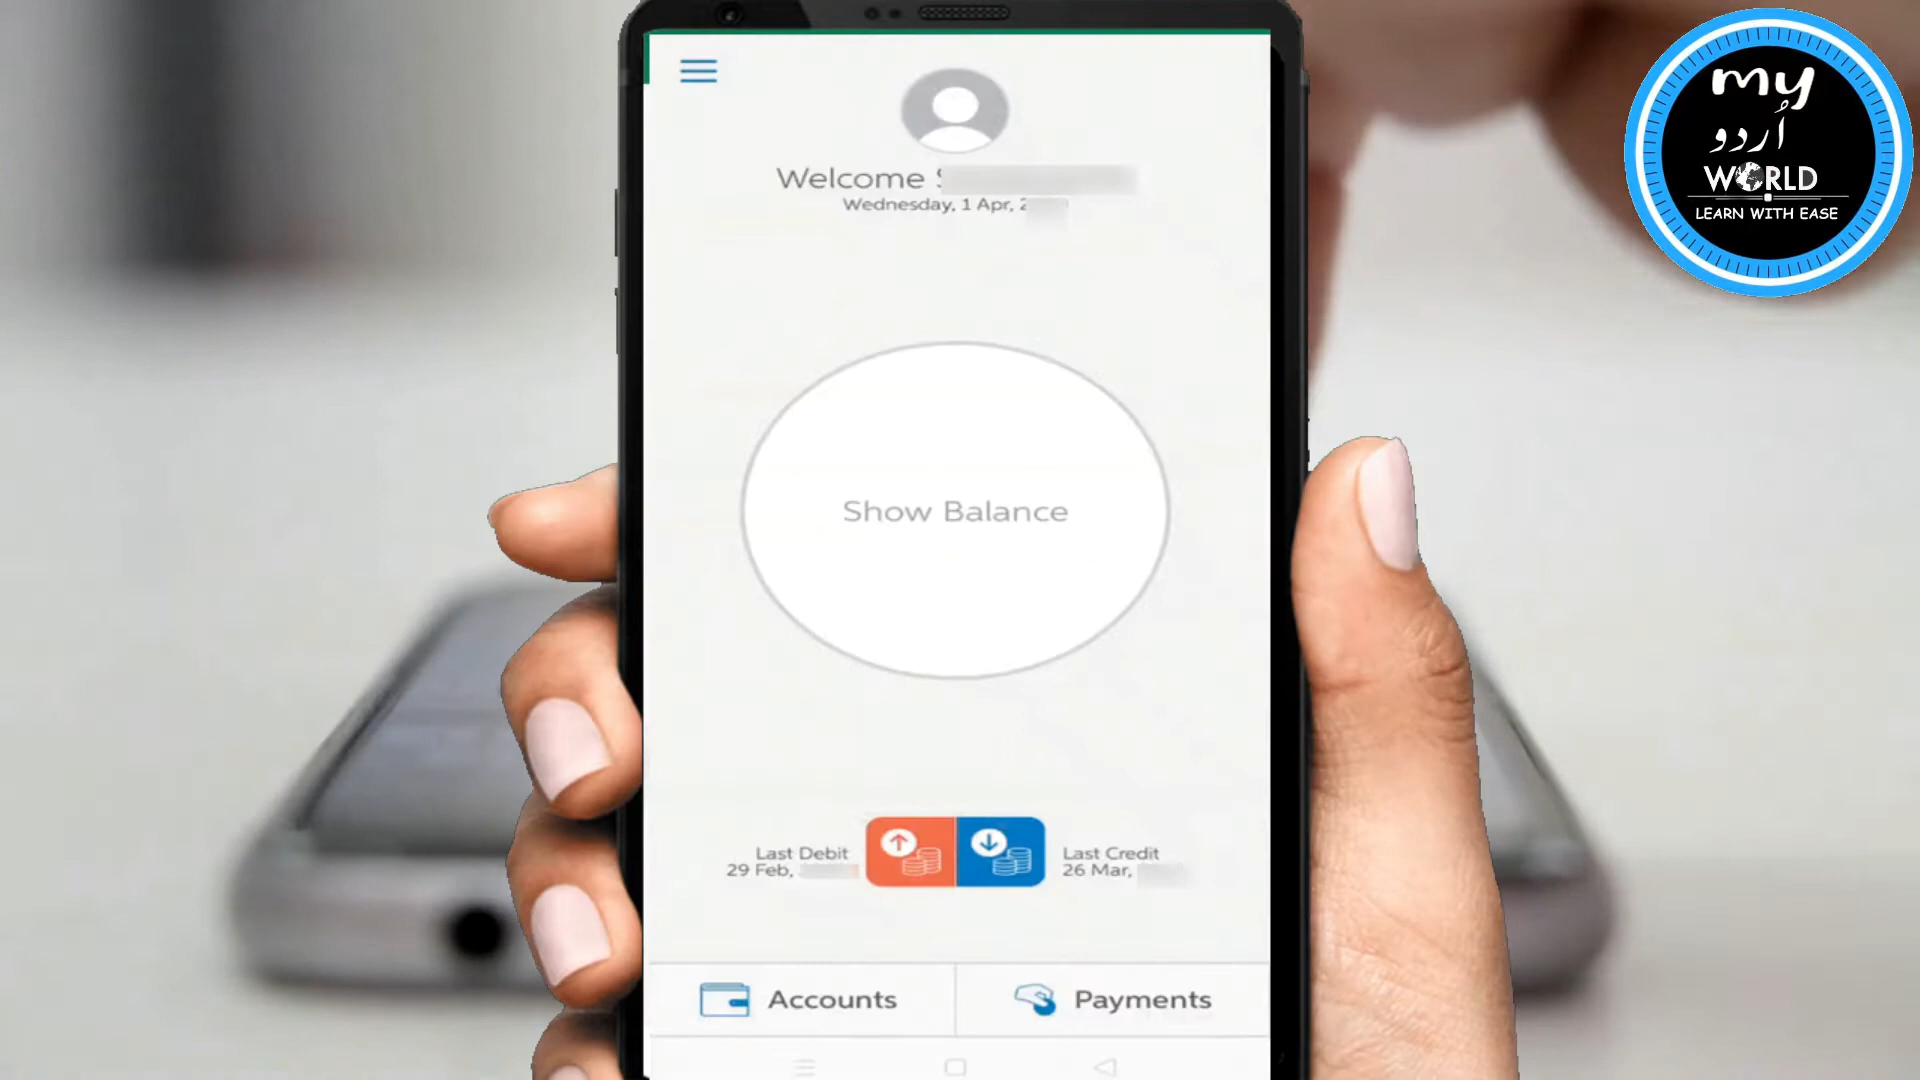 Welcome
Wednesday, 1 Apr,
Show Balance
Last Debit
29 Feb,
Last Credit
26 Mar,
Accounts
Payments
my
اُردو
WORLD
LEARN WITH EASE